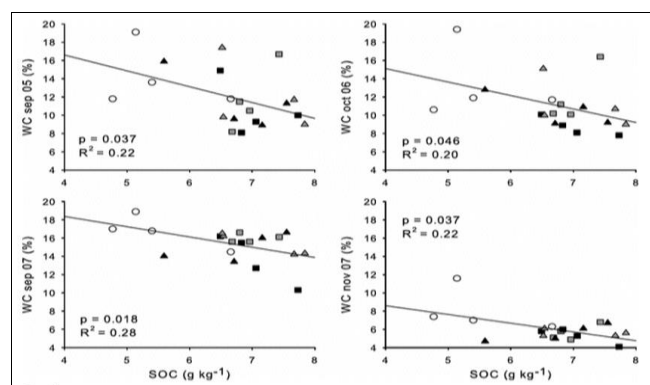 20
18
16
14
12
10
8
6
4
WC sep 05 (%)
p = 0.037
R² = 0.22
4 5 6 7 8
20
18
16
14
12
10
8
6
4
WC oct 06 (%)
p = 0.046
R² = 0.20
4 5 6 7 8
20
18
16
14
12
10
8
6
4
WC sep 07 (%)
p = 0.018
R² = 0.28
4 5 6 7 8
SOC (g kg⁻¹)
20
18
16
14
12
10
8
6
4
WC nov 07 (%)
p = 0.037
R² = 0.22
4 5 6 7 8
SOC (g kg⁻¹)